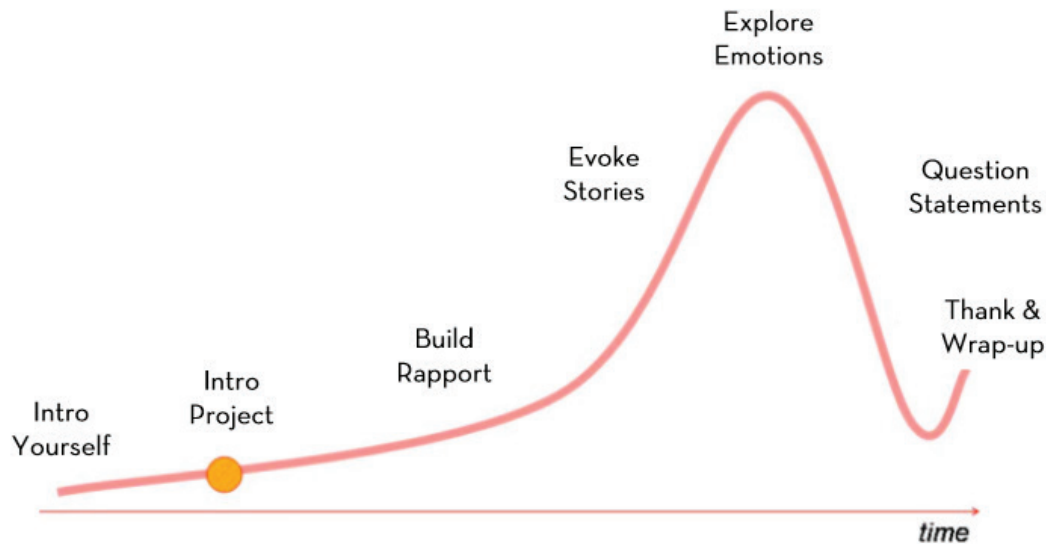 Explore
Emotions
Evoke
Stories
Question
Statements
Thank &
Wrap-up
Build
Rapport
Intro
Project
Intro
Yourself
time